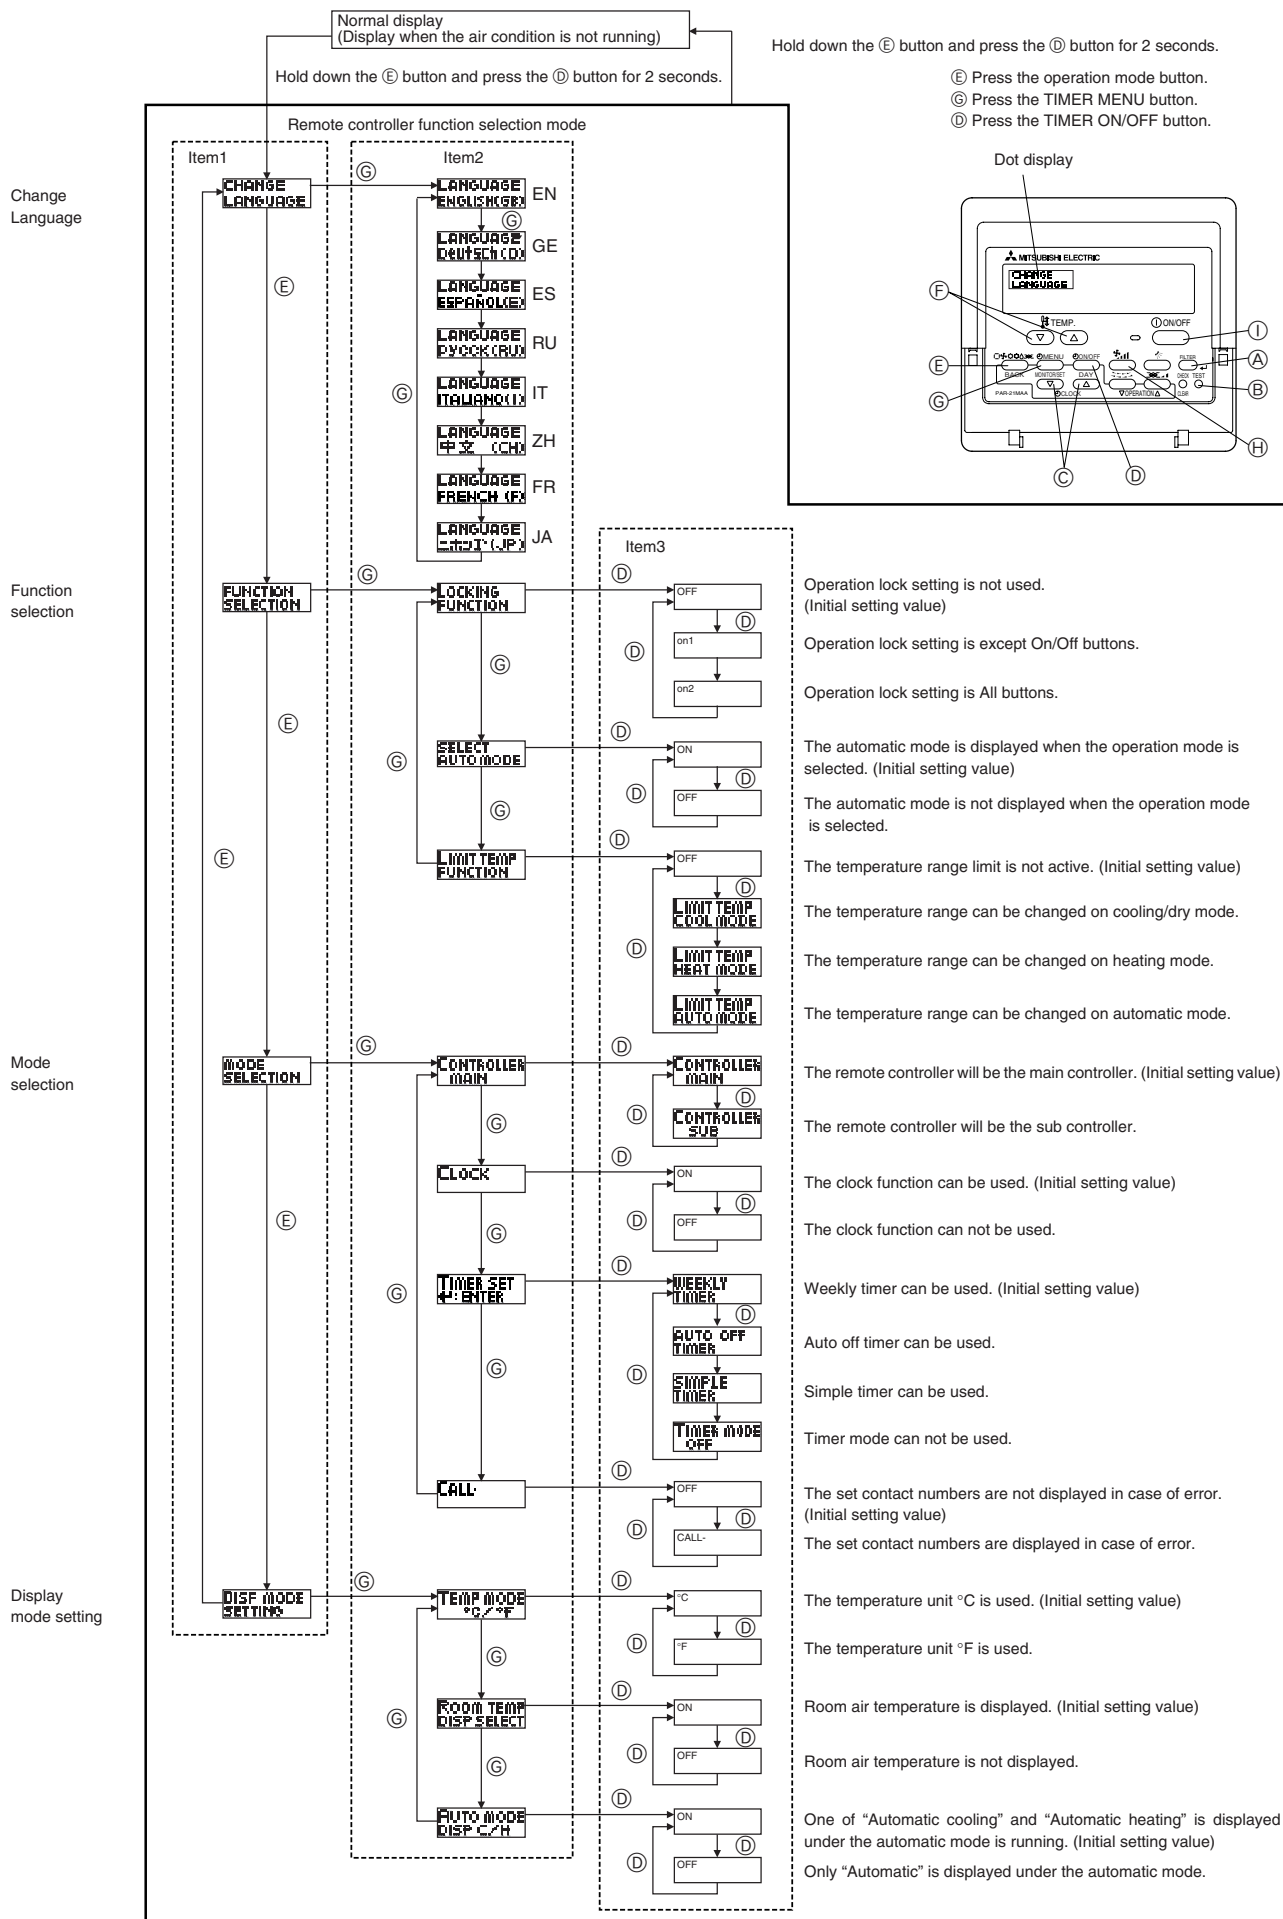 Normal display
(Display when the air condition is not running)
Hold down the Ⓔ button and press the Ⓓ button for 2 seconds.
Hold down the Ⓔ button and press the Ⓓ button for 2 seconds.
Ⓔ Press the operation mode button.
Ⓖ Press the TIMER MENU button.
Ⓓ Press the TIMER ON/OFF button.
Remote controller function selection mode
Item1
Item2
Dot display
MITSUBISHI ELECTRIC
CHANGE
LANGUAGE
Ⓕ
TEMP.
ON/OFF
Ⓘ
MENU
ON/OFF
FILTER
Ⓐ
Ⓔ
BACK
MONITOR/SET
DAY
CHECK
TEST
Ⓑ
Ⓖ
PAR-21MAA
CLOCK
OPERATION
CLEAR
Ⓗ
Ⓒ
Ⓓ
Change
Language
CHANGE
LANGUAGE
Ⓖ
LANGUAGE
ENGLISH(GB)
EN
Ⓖ
LANGUAGE
Deutsch(D)
GE
Ⓔ
LANGUAGE
ESPAÑOL(E)
ES
LANGUAGE
РУССК(RU)
RU
Ⓖ
LANGUAGE
ITALIANO(I)
IT
LANGUAGE
中文 (CH)
ZH
LANGUAGE
FRENCH (F)
FR
LANGUAGE
ニホンゴ(JP)
JA
Item3
Function
selection
FUNCTION
SELECTION
Ⓖ
LOCKING
FUNCTION
Ⓓ
OFF
Operation lock setting is not used.
(Initial setting value)
Ⓓ
on1
Operation lock setting is except On/Off buttons.
Ⓓ
Ⓖ
on2
Operation lock setting is All buttons.
Ⓔ
Ⓖ
SELECT
AUTO MODE
Ⓓ
ON
The automatic mode is displayed when the operation mode is
selected. (Initial setting value)
Ⓓ
Ⓓ
OFF
The automatic mode is not displayed when the operation mode
is selected.
Ⓖ
Ⓔ
LIMIT TEMP
FUNCTION
Ⓓ
OFF
The temperature range limit is not active. (Initial setting value)
Ⓓ
LIMIT TEMP
COOL MODE
The temperature range can be changed on cooling/dry mode.
Ⓓ
LIMIT TEMP
HEAT MODE
The temperature range can be changed on heating mode.
LIMIT TEMP
AUTO MODE
The temperature range can be changed on automatic mode.
Mode
selection
MODE
SELECTION
Ⓖ
CONTROLLER
MAIN
Ⓓ
CONTROLLER
MAIN
The remote controller will be the main controller. (Initial setting value)
Ⓓ
Ⓓ
CONTROLLER
SUB
The remote controller will be the sub controller.
Ⓖ
CLOCK
Ⓓ
ON
The clock function can be used. (Initial setting value)
Ⓓ
Ⓓ
OFF
The clock function can not be used.
Ⓔ
Ⓖ
Ⓖ
TIMER SET
↵:ENTER
Ⓓ
WEEKLY
TIMER
Weekly timer can be used. (Initial setting value)
Ⓓ
AUTO OFF
TIMER
Auto off timer can be used.
Ⓖ
Ⓓ
SIMPLE
TIMER
Simple timer can be used.
TIMER MODE
OFF
Timer mode can not be used.
CALL-
Ⓓ
OFF
The set contact numbers are not displayed in case of error.
(Initial setting value)
Ⓓ
Ⓓ
CALL-
The set contact numbers are displayed in case of error.
Display
mode setting
DISP MODE
SETTING
Ⓖ
TEMP MODE
°C/°F
Ⓓ
°C
The temperature unit °C is used. (Initial setting value)
Ⓓ
Ⓓ
°F
The temperature unit °F is used.
Ⓖ
Ⓖ
ROOM TEMP
DISP SELECT
Ⓓ
ON
Room air temperature is displayed. (Initial setting value)
Ⓓ
Ⓓ
OFF
Room air temperature is not displayed.
Ⓖ
AUTO MODE
DISP C/H
Ⓓ
ON
One of “Automatic cooling” and “Automatic heating” is displayed
under the automatic mode is running. (Initial setting value)
Ⓓ
Ⓓ
OFF
Only “Automatic” is displayed under the automatic mode.